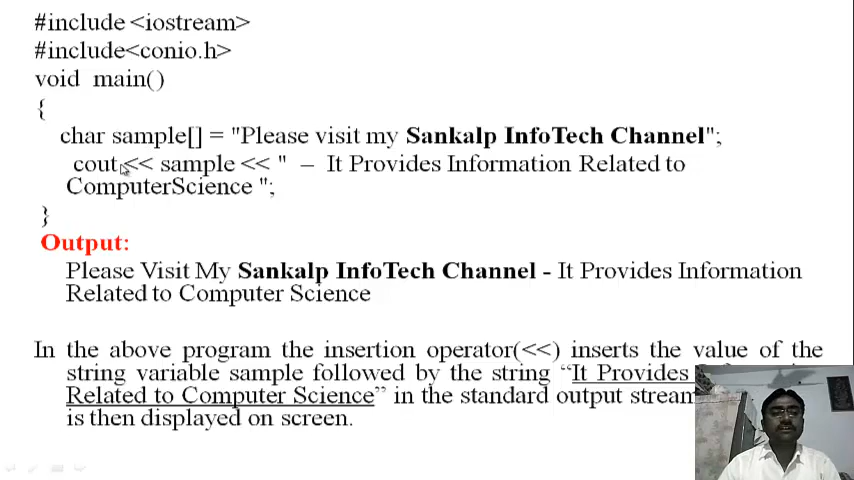 #include <iostream>
#include<conio.h>
void main()
{
char sample[] = "Please visit my Sankalp InfoTech Channel";
cout << sample << " – It Provides Information Related to
ComputerScience ";
}
Output:
Please Visit My Sankalp InfoTech Channel - It Provides Information
Related to Computer Science
In the above program the insertion operator(<<) inserts the value of the
string variable sample followed by the string “It Provides
Related to Computer Science” in the standard output stream
is then displayed on screen.